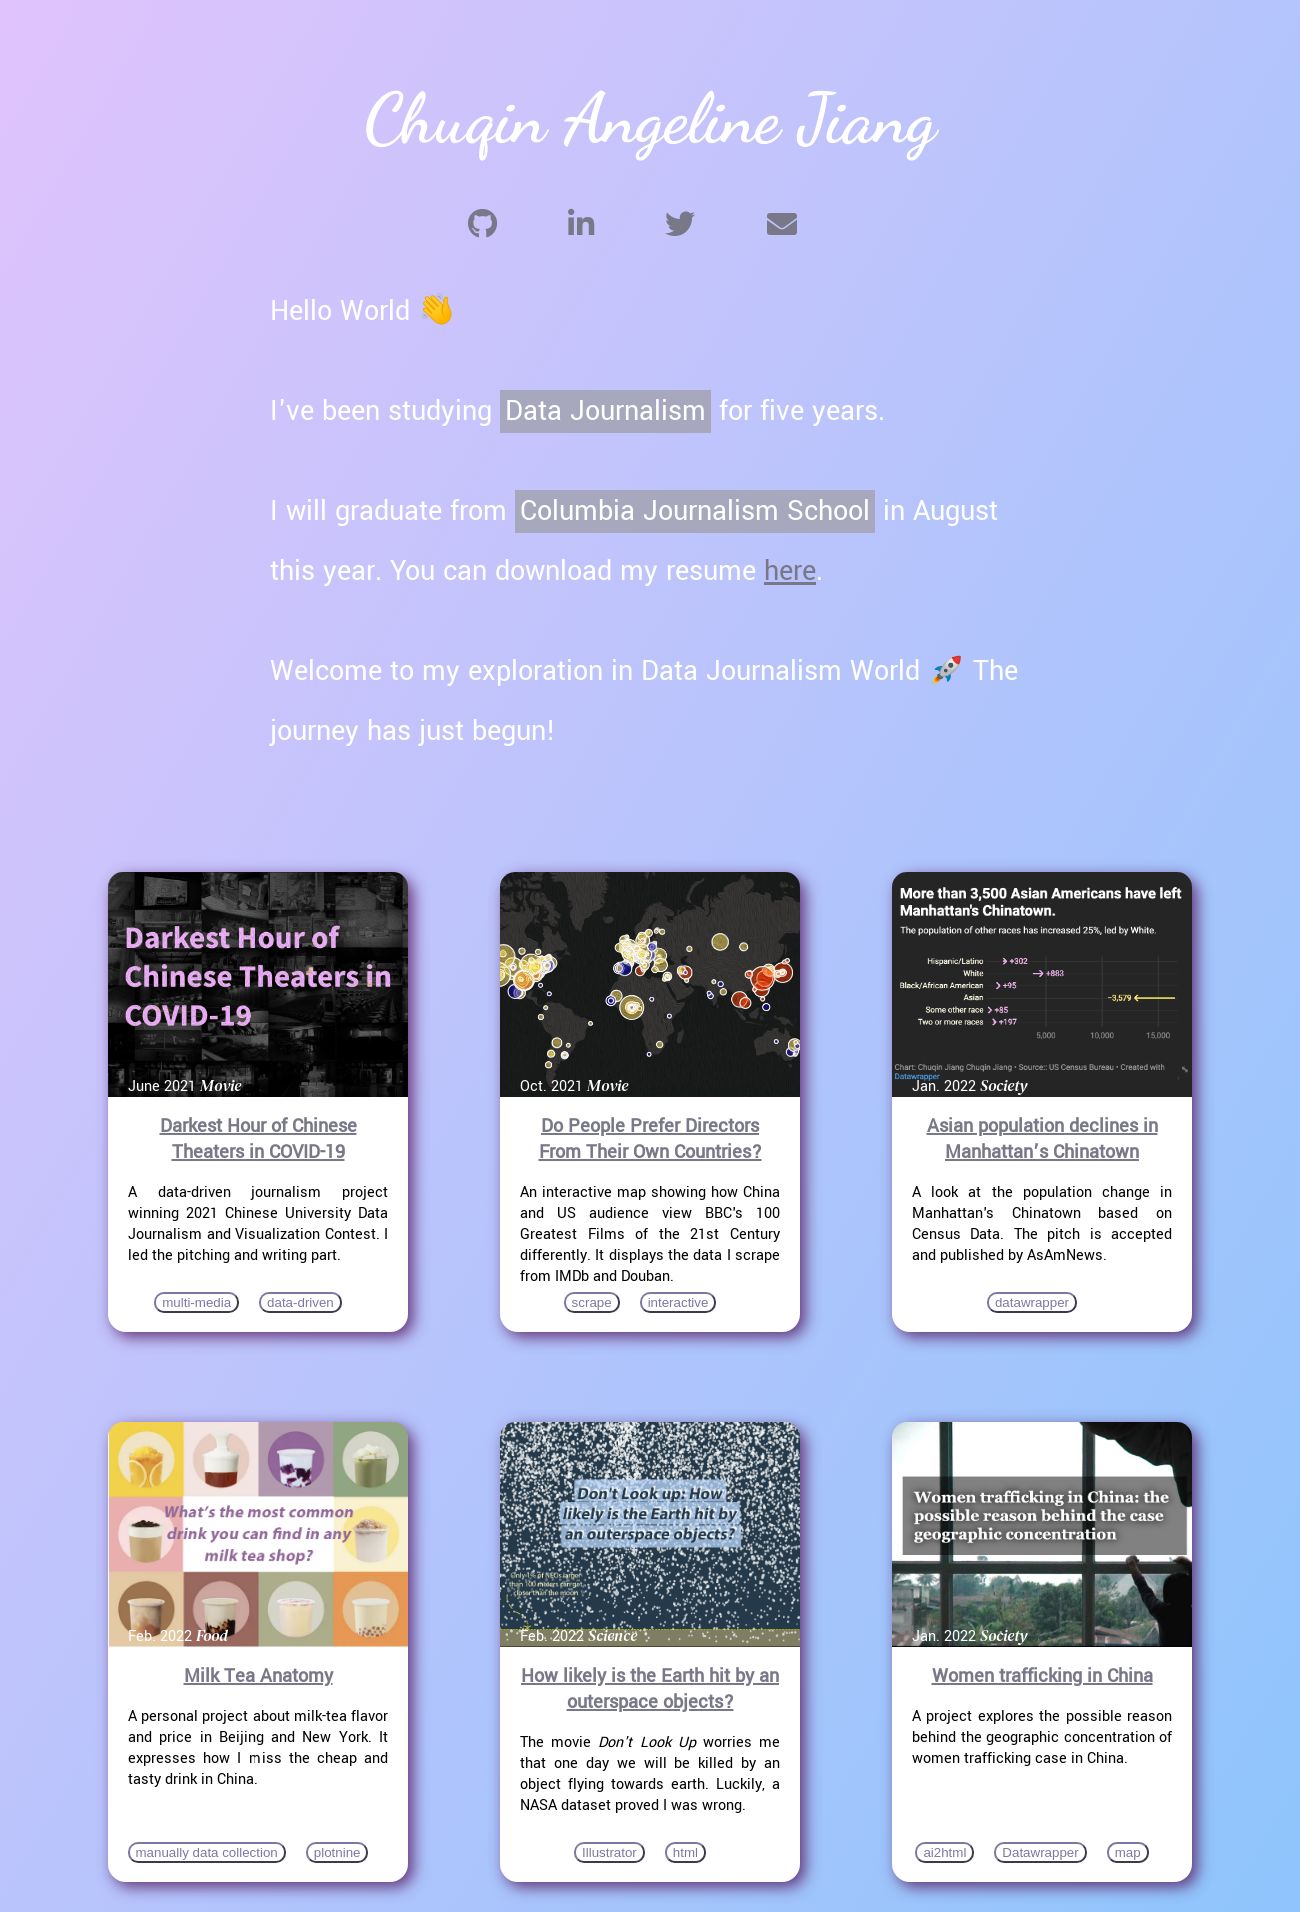 Chuqin Angeline Jiang
Hello World 👋
I've been studying Data Journalism for five years.
I will graduate from Columbia Journalism School in August
this year. You can download my resume here.
Welcome to my exploration in Data Journalism World 🚀 The
journey has just begun!
Darkest Hour of
Chinese Theaters in
COVID-19
June 2021 Movie
Darkest Hour of Chinese
Theaters in COVID-19
A data-driven journalism project
winning 2021 Chinese University Data
Journalism and Visualization Contest. I
led the pitching and writing part.
multi-media data-driven
Oct. 2021 Movie
Do People Prefer Directors
From Their Own Countries?
An interactive map showing how China
and US audience view BBC's 100
Greatest Films of the 21st Century
differently. It displays the data I scrape
from IMDb and Douban.
scrape interactive
More than 3,500 Asian Americans have left
Manhattan's Chinatown.
The population of other races has increased 25%, led by White.
Hispanic/Latino +302
White +883
Black/African American +95
Asian −3,579
Some other race +85
Two or more races +197
5,000 10,000 15,000
Chart: Chuqin Jiang Chuqin Jiang • Source:: US Census Bureau • Created with
Datawrapper
Jan. 2022 Society
Asian population declines in
Manhattan's Chinatown
A look at the population change in
Manhattan's Chinatown based on
Census Data. The pitch is accepted
and published by AsAmNews.
datawrapper
What's the most common
drink you can find in any
milk tea shop?
Feb. 2022 Food
Milk Tea Anatomy
A personal project about milk-tea flavor
and price in Beijing and New York. It
expresses how I miss the cheap and
tasty drink in China.
manually data collection plotnine
Don't Look up: How
likely is the Earth hit by
an outerspace objects?
Only 1% of NEOs larger
than 100 meters can get
closer than the moon
Feb. 2022 Science
How likely is the Earth hit by an
outerspace objects?
The movie Don't Look Up worries me
that one day we will be killed by an
object flying towards earth. Luckily, a
NASA dataset proved I was wrong.
Illustrator html
Women trafficking in China: the
possible reason behind the case
geographic concentration
Jan. 2022 Society
Women trafficking in China
A project explores the possible reason
behind the geographic concentration of
women trafficking case in China.
ai2html Datawrapper map